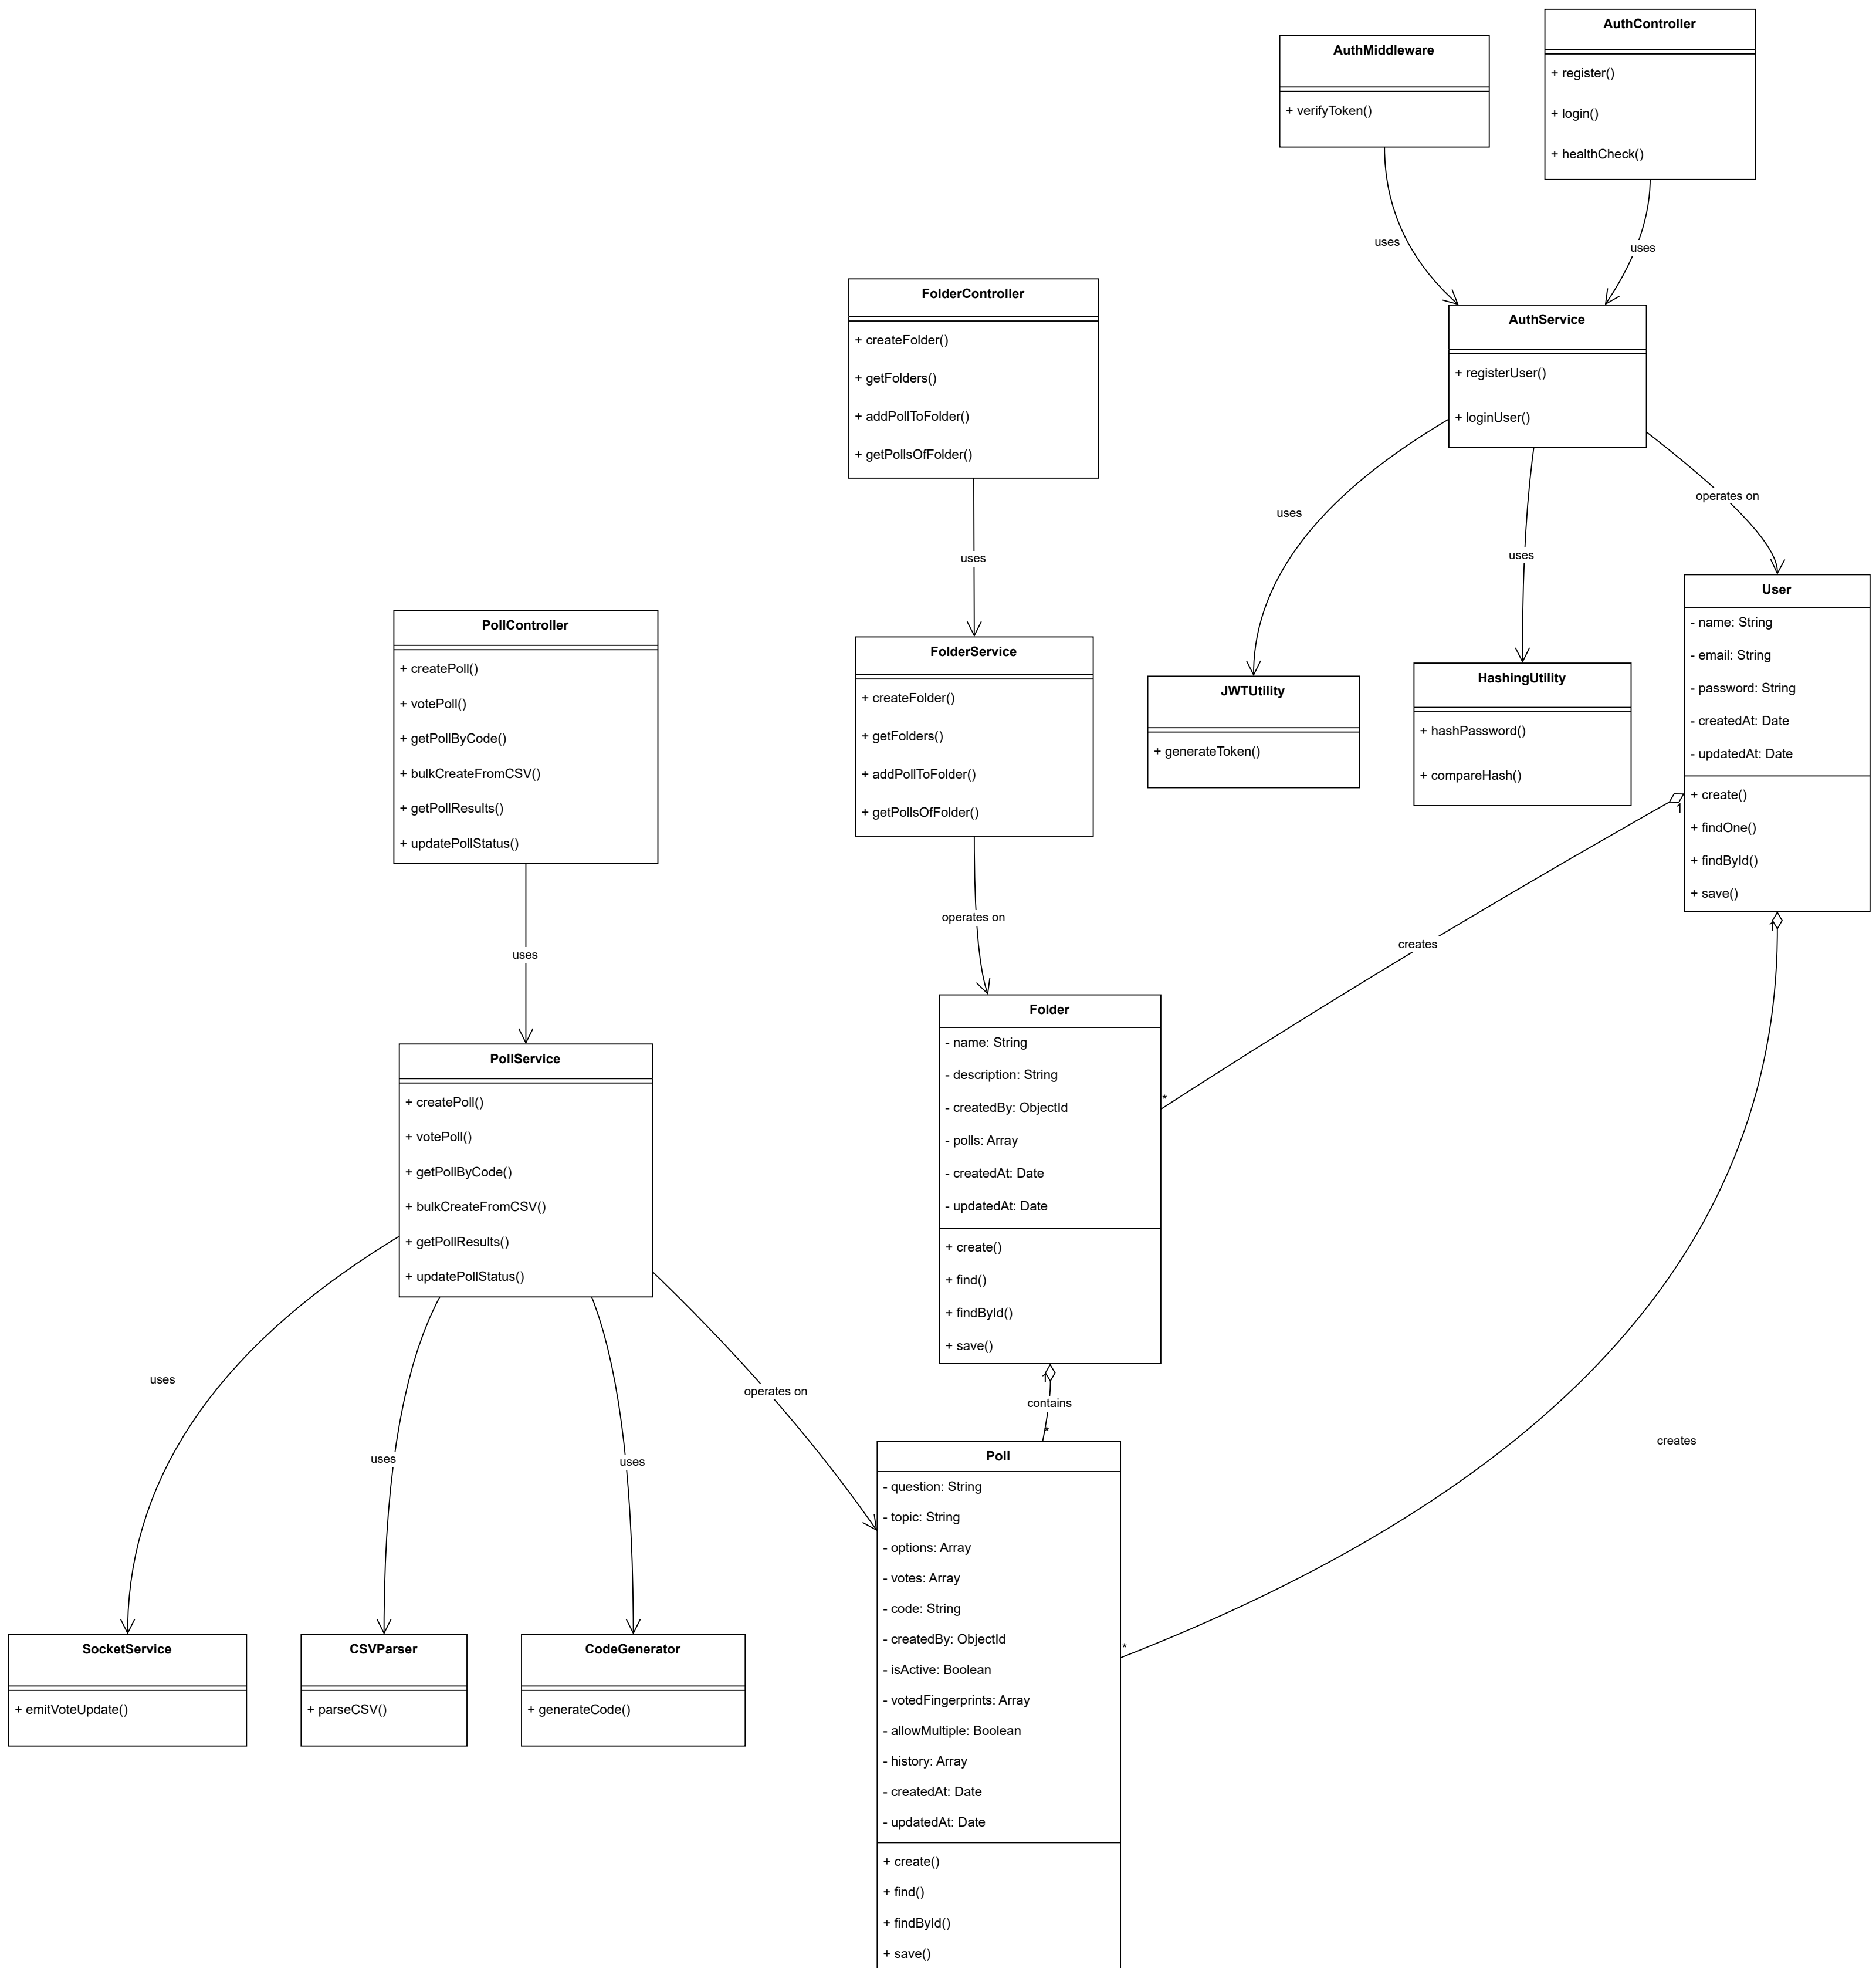 AuthController
+ register()
+ login()
+ healthCheck()
AuthMiddleware
+ verifyToken()
uses
uses
FolderController
+ createFolder()
+ getFolders()
+ addPollToFolder()
+ getPollsOfFolder()
AuthService
+ registerUser()
+ loginUser()
uses
uses
uses
operates on
PollController
+ createPoll()
+ votePoll()
+ getPollByCode()
+ bulkCreateFromCSV()
+ getPollResults()
+ updatePollStatus()
FolderService
+ createFolder()
+ getFolders()
+ addPollToFolder()
+ getPollsOfFolder()
JWTUtility
+ generateToken()
HashingUtility
+ hashPassword()
+ compareHash()
User
- name: String
- email: String
- password: String
- createdAt: Date
- updatedAt: Date
+ create()
+ findOne()
+ findById()
+ save()
1
1
uses
operates on
creates
PollService
+ createPoll()
+ votePoll()
+ getPollByCode()
+ bulkCreateFromCSV()
+ getPollResults()
+ updatePollStatus()
Folder
- name: String
- description: String
- createdBy: ObjectId
- polls: Array
- createdAt: Date
- updatedAt: Date
+ create()
+ find()
+ findById()
+ save()
*
1
uses
uses
uses
operates on
contains
*
creates
Poll
- question: String
- topic: String
- options: Array
- votes: Array
- code: String
- createdBy: ObjectId
- isActive: Boolean
- votedFingerprints: Array
- allowMultiple: Boolean
- history: Array
- createdAt: Date
- updatedAt: Date
+ create()
+ find()
+ findById()
+ save()
*
SocketService
+ emitVoteUpdate()
CSVParser
+ parseCSV()
CodeGenerator
+ generateCode()